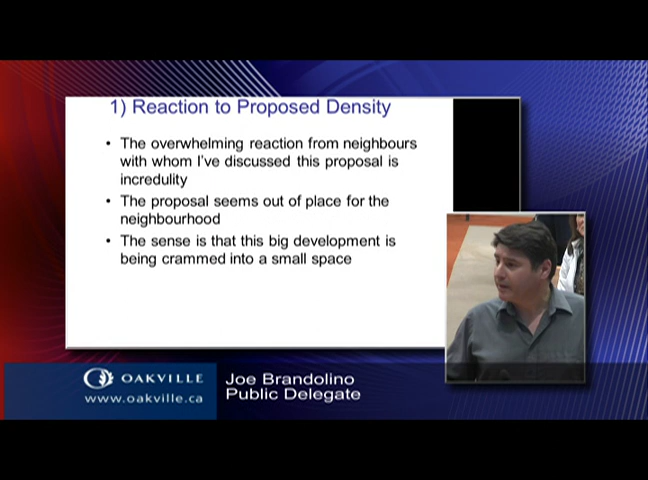 1) Reaction to Proposed Density
• The overwhelming reaction from neighbours
with whom I've discussed this proposal is
incredulity
• The proposal seems out of place for the
neighbourhood
• The sense is that this big development is
being crammed into a small space
OAKVILLE
www.oakville.ca
Joe Brandolino
Public Delegate